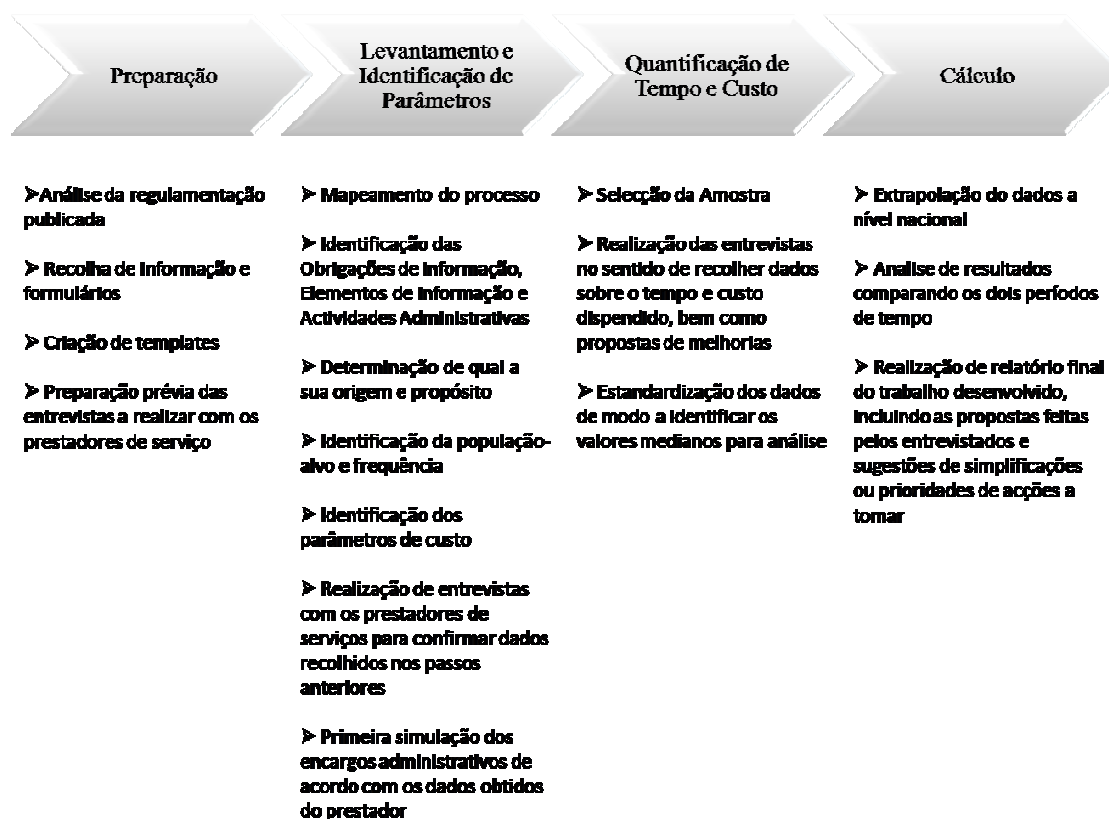 Preparação
Levantamento e
Identificação de
Parâmetros
Quantificação de
Tempo e Custo
Cálculo
➢Análise da regulamentação
publicada
➢ Recolha de Informação e
formulários
➢ Criação de templates
➢ Preparação prévia das
entrevistas a realizar com os
prestadores de serviço
➢ Mapeamento do processo
➢ Identificação das
Obrigações de Informação,
Elementos de Informação e
Actividades Administrativas
➢ Determinação de qual a
sua origem e propósito
➢ Identificação da população-
alvo e frequência
➢ Identificação dos
parâmetros de custo
➢ Realização de entrevistas
com os prestadores de
serviços para confirmar dados
recolhidos nos passos
anteriores
➢ Primeira simulação dos
encargos administrativos de
acordo com os dados obtidos
do prestador
➢ Selecção da Amostra
➢ Realização das entrevistas
no sentido de recolher dados
sobre o tempo e custo
dispendido, bem como
propostas de melhorias
➢ Estandardização dos dados
de modo a identificar os
valores medianos para análise
➢ Extrapolação do dados a
nível nacional
➢ Analise de resultados
comparando os dois períodos
de tempo
➢ Realização de relatório final
do trabalho desenvolvido,
incluindo as propostas feitas
pelos entrevistados e
sugestões de simplificações
ou prioridades de acções a
tomar